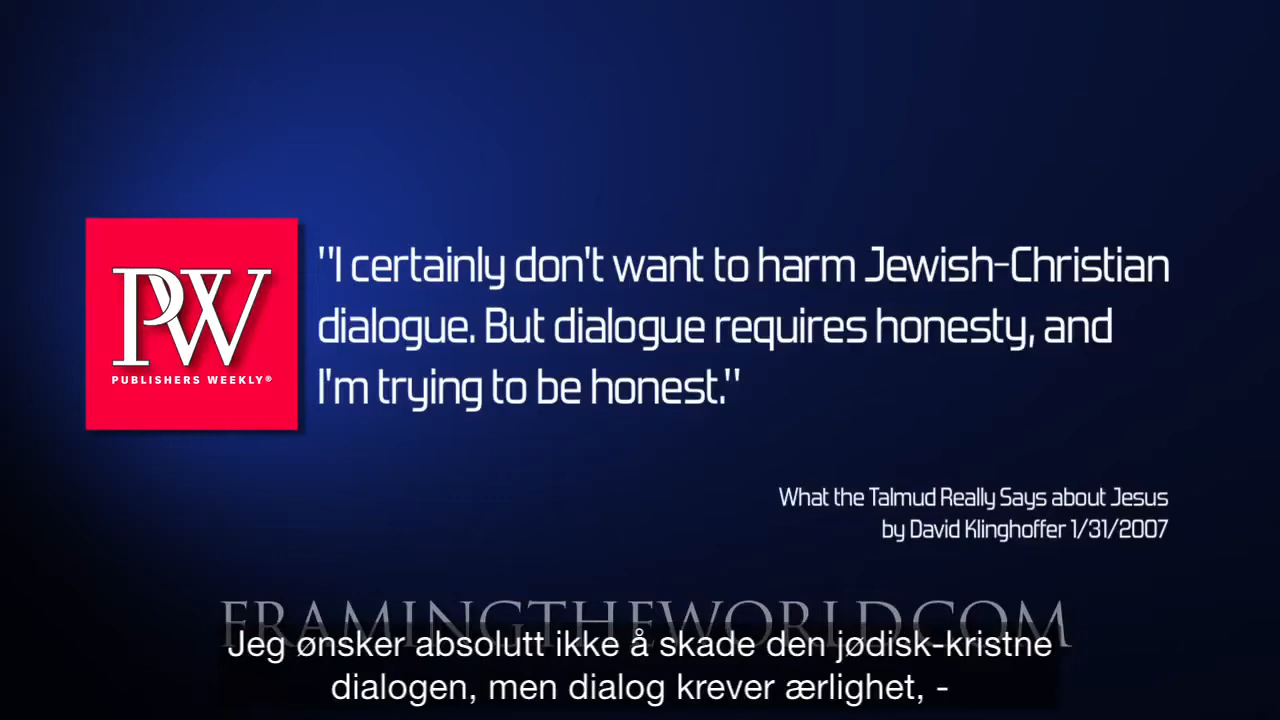 "I certainly don't want to harm Jewish-Christian
dialogue. But dialogue requires honesty, and
I'm trying to be honest."
PW
PUBLISHERS WEEKLY®
What the Talmud Really Says about Jesus
by David Klinghoffer 1/31/2007
FRAMINGTHEWORLD.COM
Jeg ønsker absolutt ikke å skade den jødisk-kristne
dialogen, men dialog krever ærlighet, -